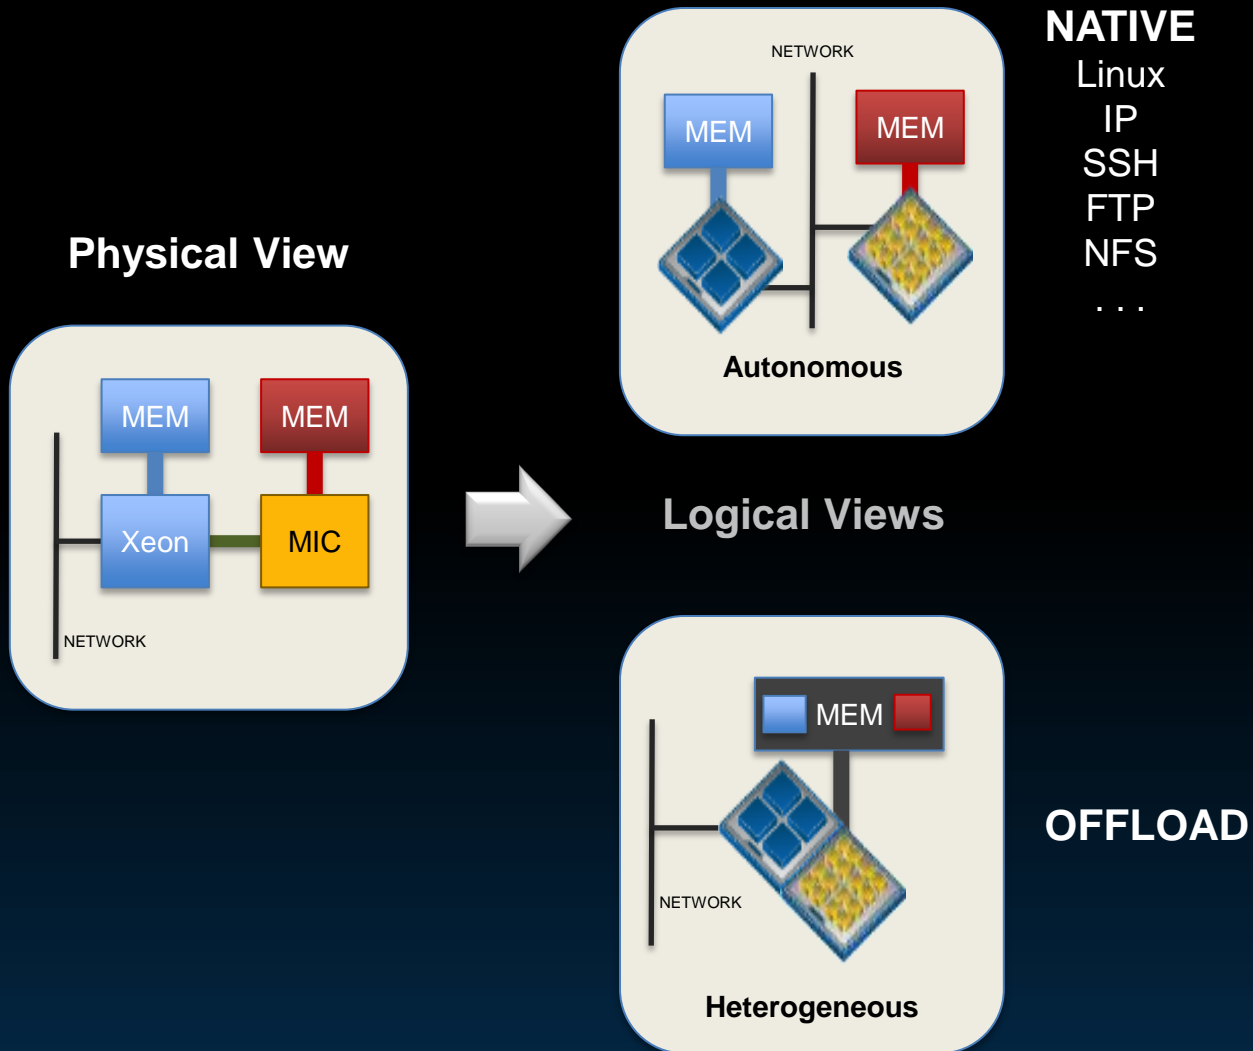 Physical View
MEM
MEM
Xeon
MIC
NETWORK
Logical Views
NETWORK
MEM
MEM
Autonomous
NATIVE
Linux
IP
SSH
FTP
NFS
. . .
MEM
NETWORK
Heterogeneous
OFFLOAD